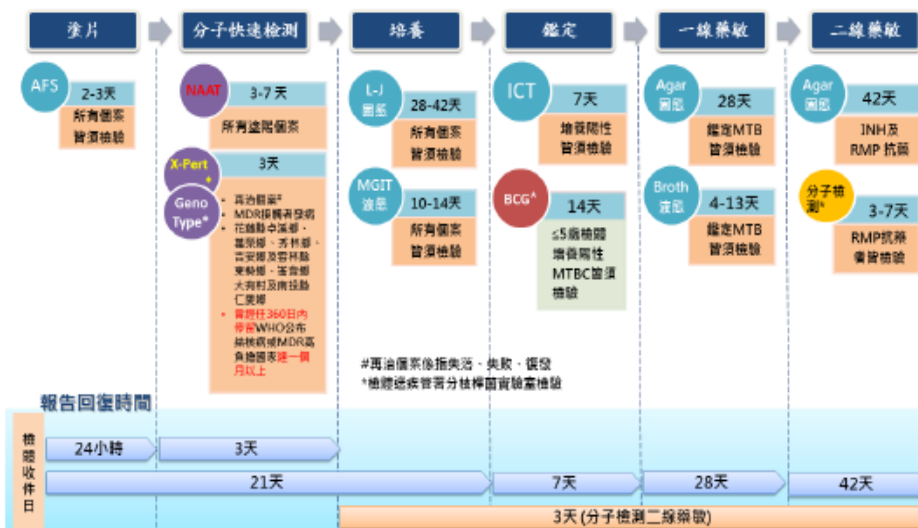 塗片
分子快速檢測
培養
鑑定
一線藥敏
二線藥敏
AFS
2-3天
所有個案
皆須檢驗
NAAT
3-7天
所有塗陽個案
X-Pert
+
Geno
Type*
3天
• 再治個案#
• MDR接觸者發病
• 花蓮縣卓溪鄉、
萬榮鄉、秀林鄉、
吉安鄉及雲林縣
東勢鄉、
大有村及南投縣
仁愛鄉
• 曾經在360日內
停留WHO公布
結核病或MDR高
負擔國家達一個
月以上
L-J
固態
28-42天
所有個案
皆須檢驗
MGIT
液態
10-14天
所有個案
皆須檢驗
ICT
7天
培養陽性
皆須檢驗
BCG*
14天
≤5歲檢體
培養陽性
MTBC皆須
檢驗
Agar
固態
28天
鑑定MTB
皆須檢驗
Broth
液態
4-13天
鑑定MTB
皆須檢驗
Agar
固態
42天
INH及
RMP 抗藥
分子檢
測*
3-7天
RMP抗藥
者皆檢驗
#再治個案係指失落、失敗、復發
*檢體送疾管署分枝桿菌實驗室檢驗
報告回復時間
檢體收件日
24小時
3天
21天
7天
28天
42天
3天 (分子檢測二線藥敏)